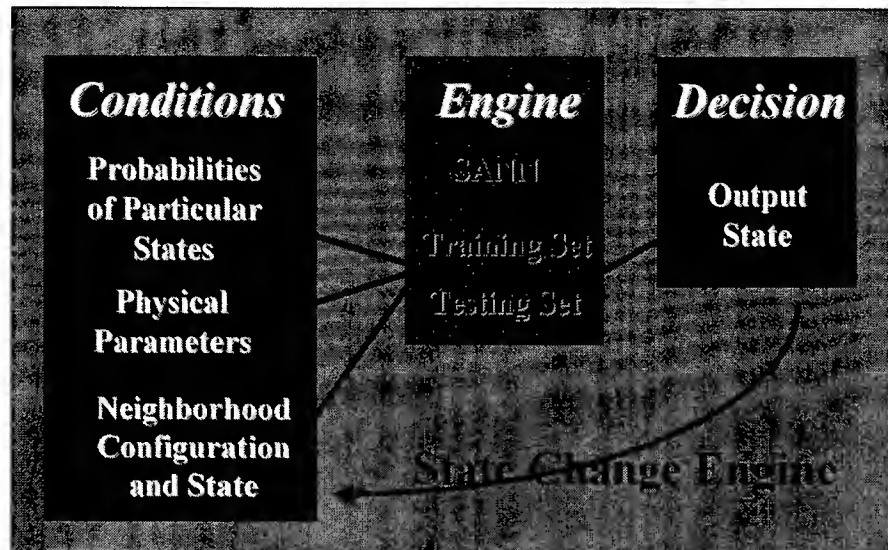 Conditions
Probabilities
of Particular
States
Physical
Parameters
Neighborhood
Configuration
and State
Engine
SANN
Training Set
Testing Set
Decision
Output
State
State Change Engine